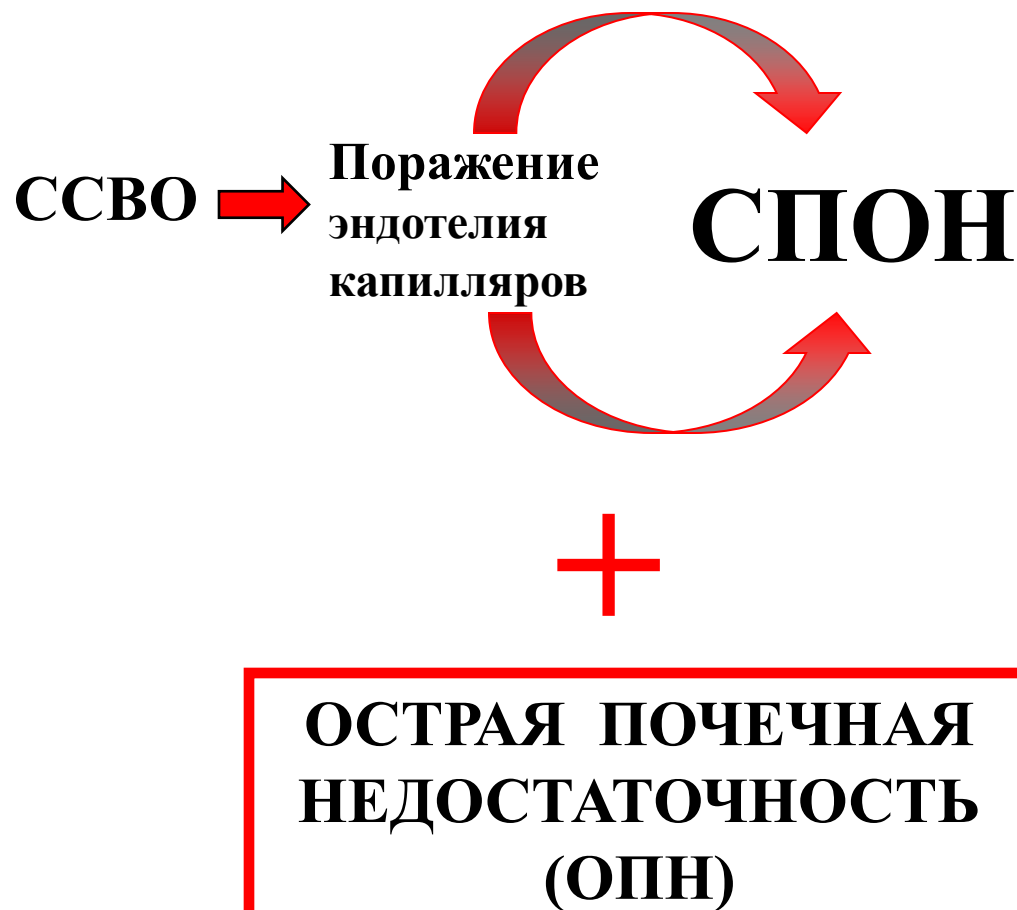 ССВО
Поражение
эндотелия
капилляров
СПОН
+
ОСТРАЯ ПОЧЕЧНАЯ
НЕДОСТАТОЧНОСТЬ
(ОПН)